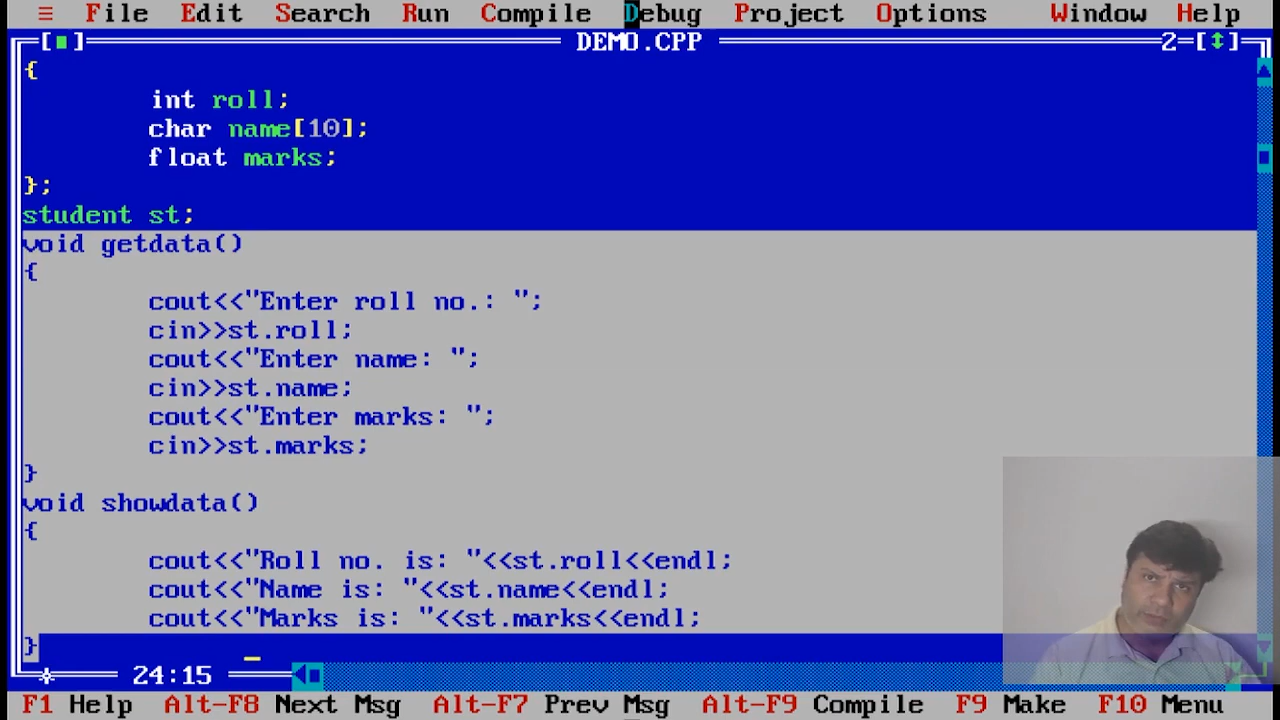 ≡ File Edit Search Run Compile Debug Project Options Window Help
[■] DEMO.CPP 2=[↕]
{
int roll;
char name[10];
float marks;
};
student st;
void getdata()
{
cout<<"Enter roll no.: ";
cin>>st.roll;
cout<<"Enter name: ";
cin>>st.name;
cout<<"Enter marks: ";
cin>>st.marks;
}
void showdata()
{
cout<<"Roll no. is: "<<st.roll<<endl;
cout<<"Name is: "<<st.name<<endl;
cout<<"Marks is: "<<st.marks<<endl;
}
24:15
F1 Help Alt-F8 Next Msg Alt-F7 Prev Msg Alt-F9 Compile F9 Make F10 Menu